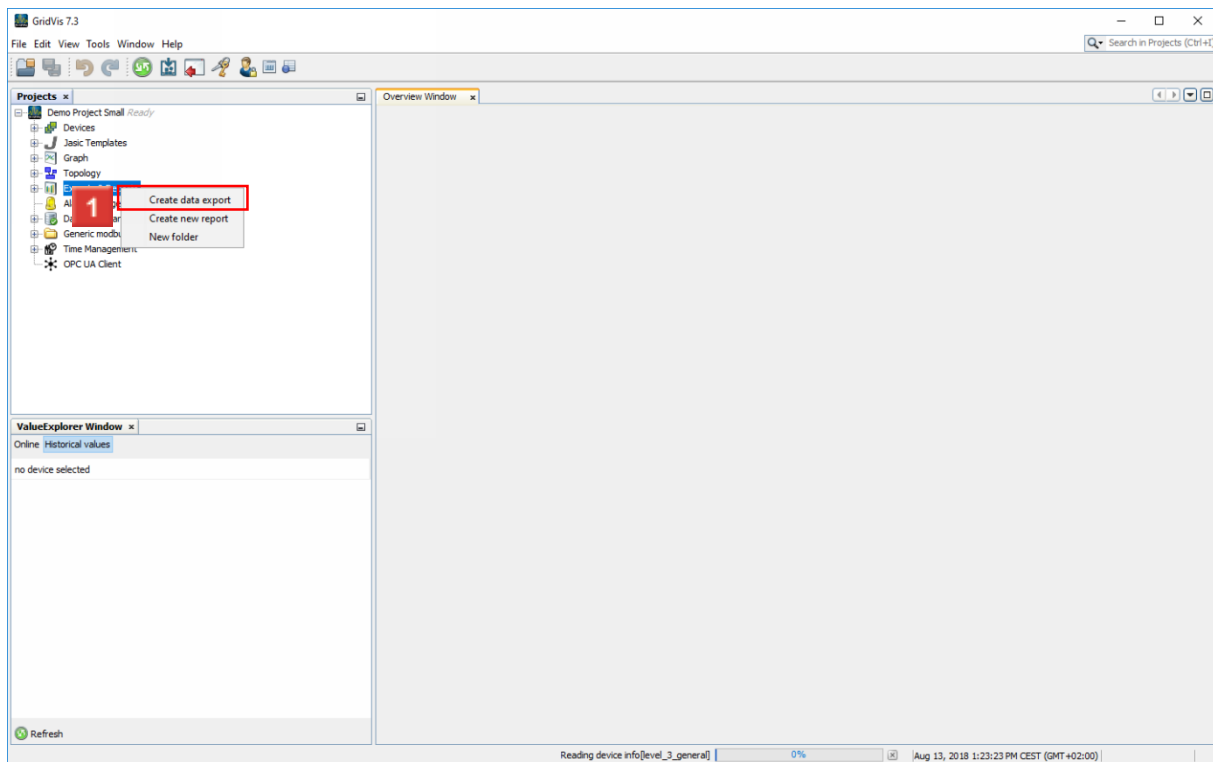 GridVis 7.3
File Edit View Tools Window Help
Search in Projects (Ctrl+I)
Projects
Overview Window
Demo Project Small Ready
Devices
Jasic Templates
Graph
Topology
1
Create data export
Create new report
New folder
Generic modbu
Time Management
OPC UA Client
ValueExplorer Window
Online Historical values
no device selected
Refresh
Reading device info[level_3_general] 0% Aug 13, 2018 1:23:23 PM CEST (GMT+02:00)